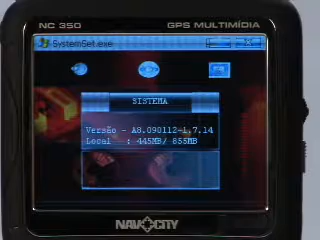 NC 350 GPS MULTIMÍDIA
SystemSet.exe
SISTEMA
Versão - A8.090112-1.7.14
Local : 445MB/ 855MB
NAVCITY